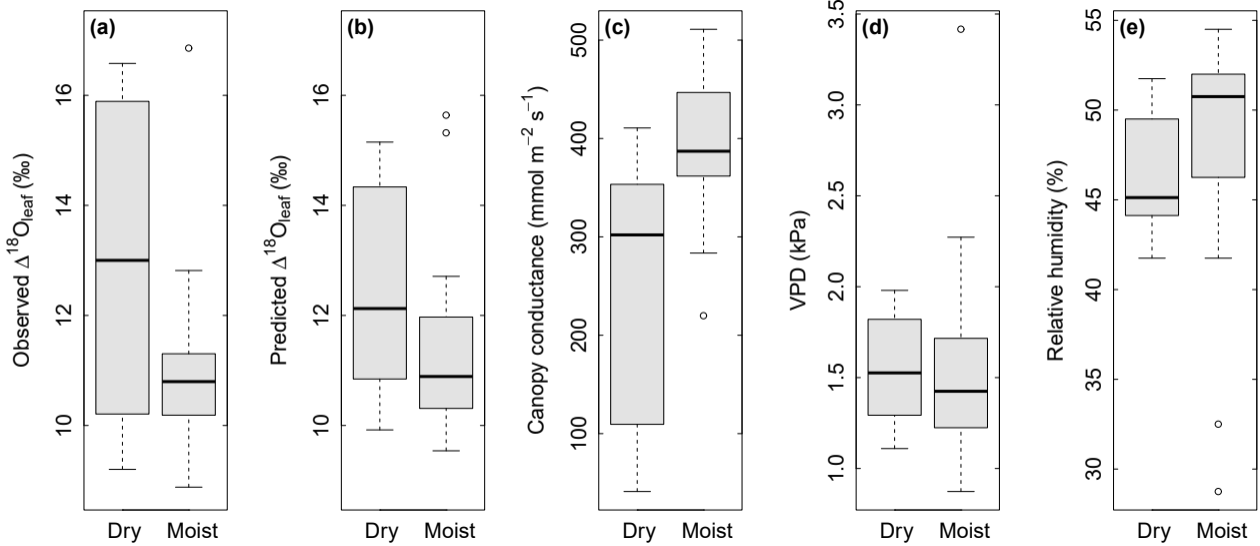 (a)
Observed Δ¹⁸O_leaf (‰)
16
14
12
10
Dry Moist
(b)
Predicted Δ¹⁸O_leaf (‰)
16
14
12
10
Dry Moist
(c)
Canopy conductance (mmol m⁻² s⁻¹)
500
400
300
200
100
Dry Moist
(d)
VPD (kPa)
3.5
3.0
2.5
2.0
1.5
1.0
Dry Moist
(e)
Relative humidity (%)
55
50
45
40
35
30
Dry Moist